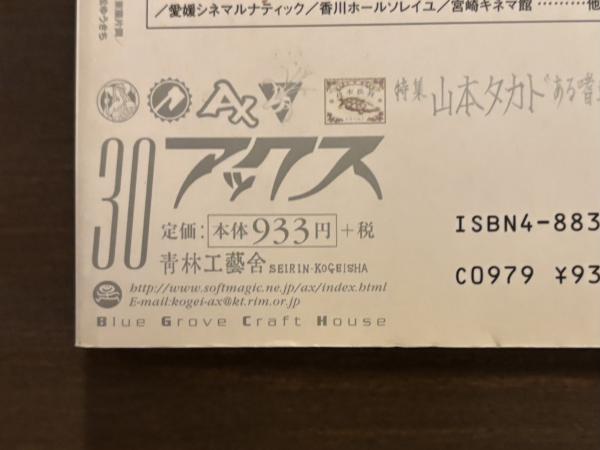 ／愛媛シネマルナティック／香川ホールソレイユ／宮崎キネマ館 ………他
AX
特集 山本タカト "ある嗜
30 アックス
定価： 本体933円 +税
青林工藝舎 SEIRIN-KOGEISHA
http://www.softmagic.ne.jp/ax/index.html
E-mail:kogei-ax@kt.rim.or.jp
Blue Grove Craft House
ISBN4-883
C0979 ¥93